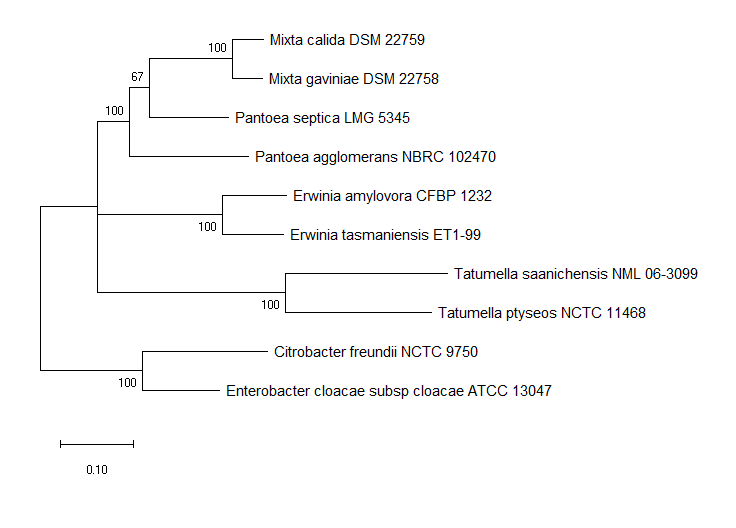 100
Mixta calida DSM 22759
67
Mixta gaviniae DSM 22758
100
Pantoea septica LMG 5345
Pantoea agglomerans NBRC 102470
Erwinia amylovora CFBP 1232
100
Erwinia tasmaniensis ET1-99
Tatumella saanichensis NML 06-3099
100
Tatumella ptyseos NCTC 11468
Citrobacter freundii NCTC 9750
100
Enterobacter cloacae subsp cloacae ATCC 13047
0.10